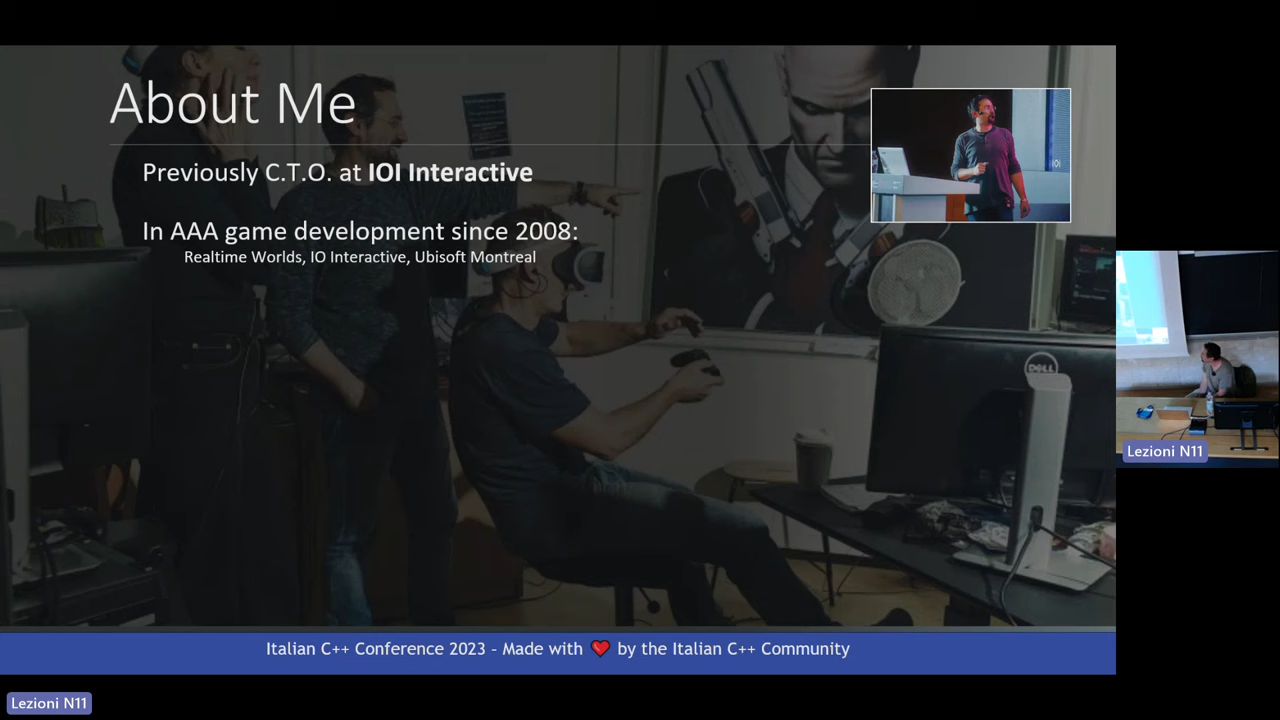 About Me
Previously C.T.O. at IOI Interactive
In AAA game development since 2008:
Realtime Worlds, IO Interactive, Ubisoft Montreal
DELL
Lezioni N11
Italian C++ Conference 2023 - Made with ❤ by the Italian C++ Community
Lezioni N11